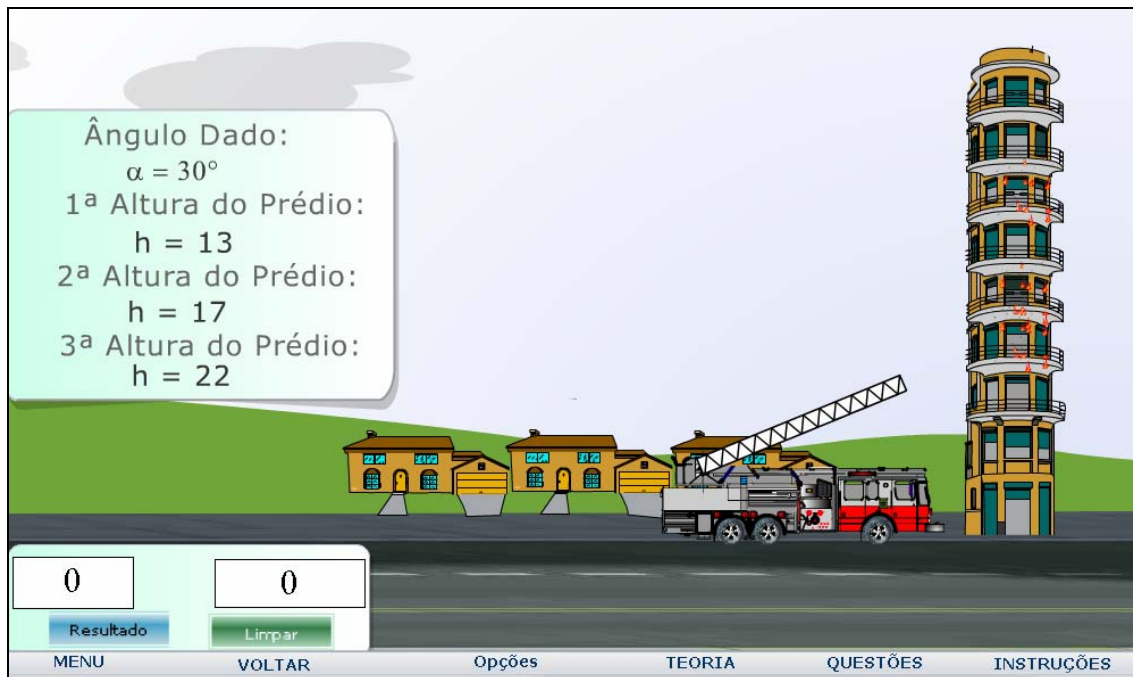 Ângulo Dado:
α = 30°
1ª Altura do Prédio:
h = 13
2ª Altura do Prédio:
h = 17
3ª Altura do Prédio:
h = 22
0 0
Resultado Limpar
MENU VOLTAR Opções TEORIA QUESTÕES INSTRUÇÕES